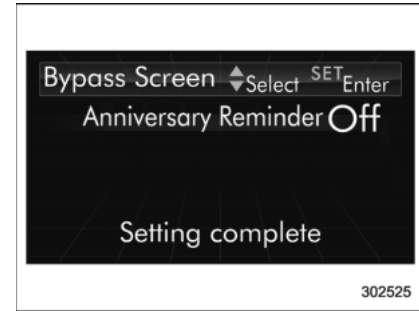 Bypass Screen Select SET Enter
Anniversary Reminder Off
Setting complete
302525